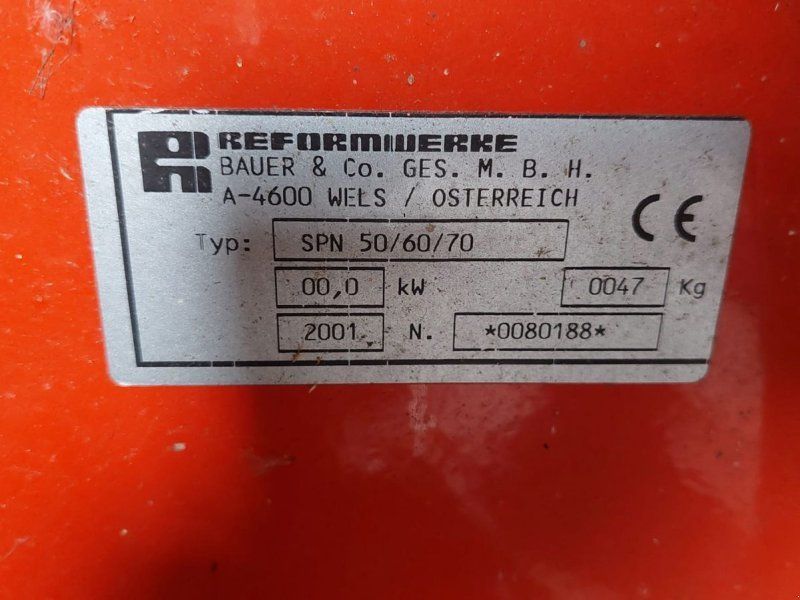 REFORMWERKE
BAUER & Co. GES. M. B. H.
A-4600 WELS / OSTERREICH
Typ: SPN 50/60/70
00,0 kW 0047 Kg
2001 N. *0080188*
CE